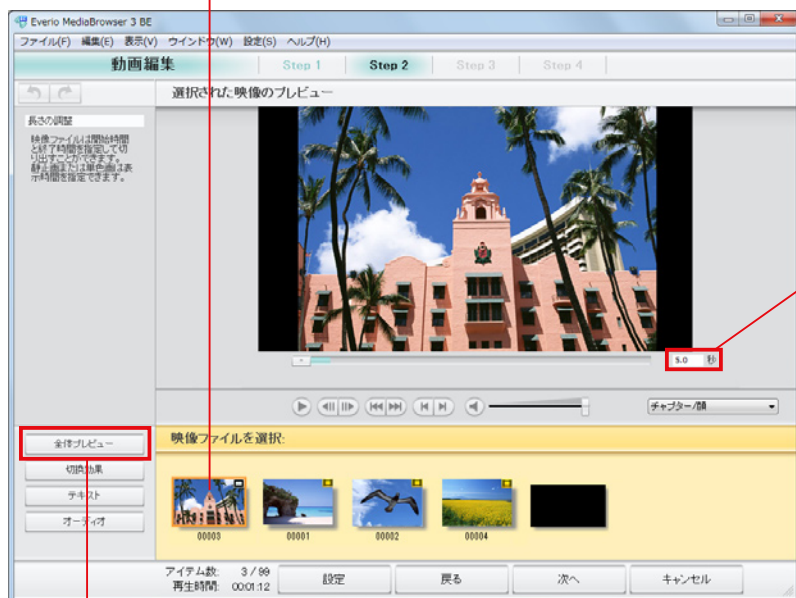 Everio MediaBrowser 3 BE
ファイル(F) 編集(E) 表示(V) ウインドウ(W) 設定(S) ヘルプ(H)
動画編集 Step 1 Step 2 Step 3 Step 4
選択された映像のプレビュー
長さの調整
映像ファイルは開始時間
と終了時間を指定して切
り出すことができます。
静止画または単色画は表
示時間を指定できます。
5.0 秒
チャプター/顔
全体プレビュー
切換効果
テキスト
オーディオ
映像ファイルを選択:
00003 00001 00002 00004
アイテム数: 3 / 99
再生時間: 00:01:12
設定 戻る 次へ キャンセル